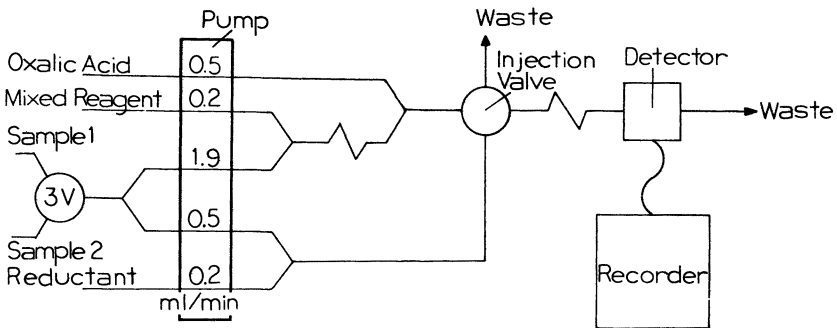 Pump
Waste
Oxalic Acid
0.5
Injection
Valve
Detector
Mixed Reagent
0.2
Waste
Sample1
1.9
3V
0.5
Sample 2
Reductant
0.2
Recorder
ml/min